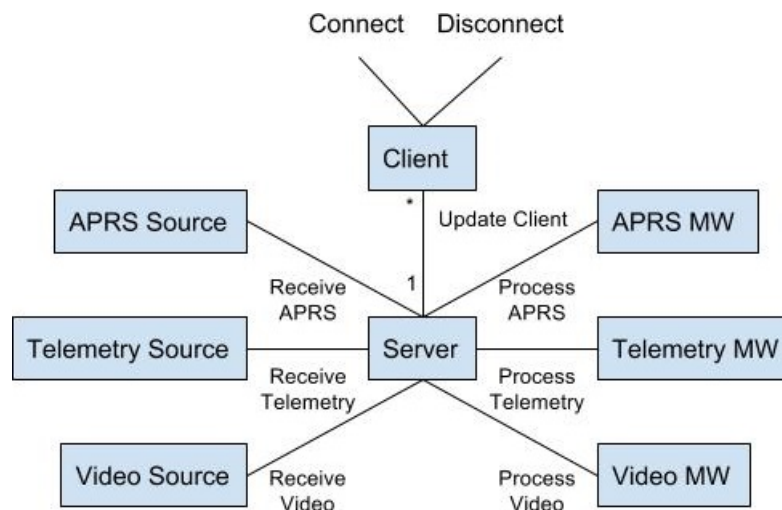 Connect Disconnect
Client
*
Update Client
APRS Source
APRS MW
1
Receive
APRS
Process
APRS
Telemetry Source
Server
Telemetry MW
Receive
Telemetry
Process
Telemetry
Video Source
Video MW
Receive
Video
Process
Video